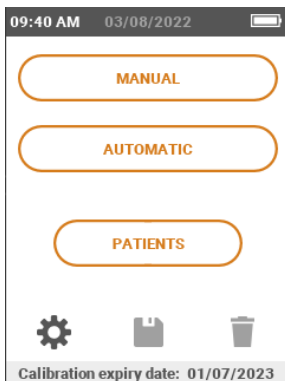 09:40 AM 03/08/2022
MANUAL
AUTOMATIC
PATIENTS
Calibration expiry date: 01/07/2023